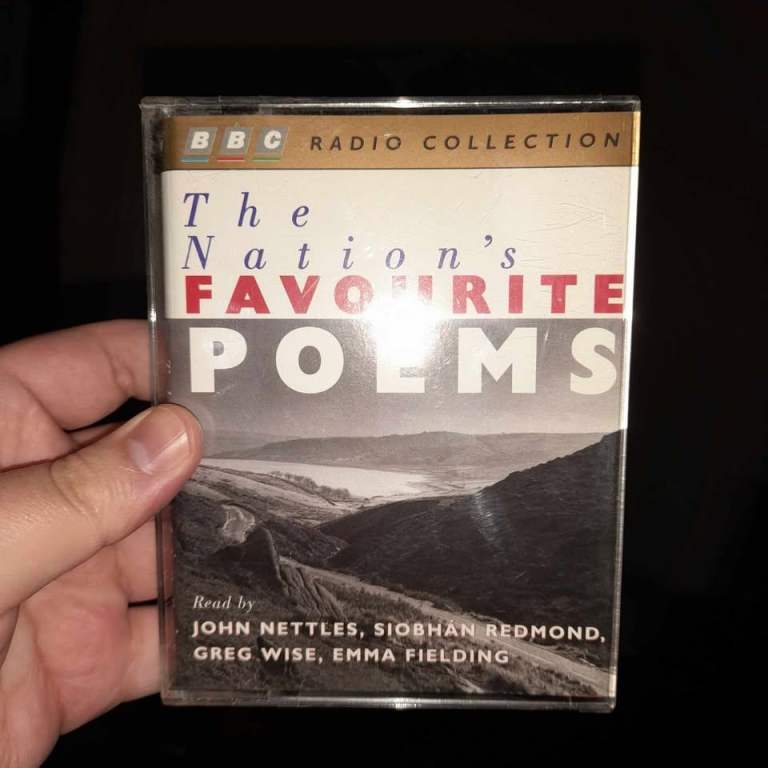 BBC RADIO COLLECTION
The
Nation's
FAVOURITE
POEMS
Read by
JOHN NETTLES, SIOBHÁN REDMOND,
GREG WISE, EMMA FIELDING